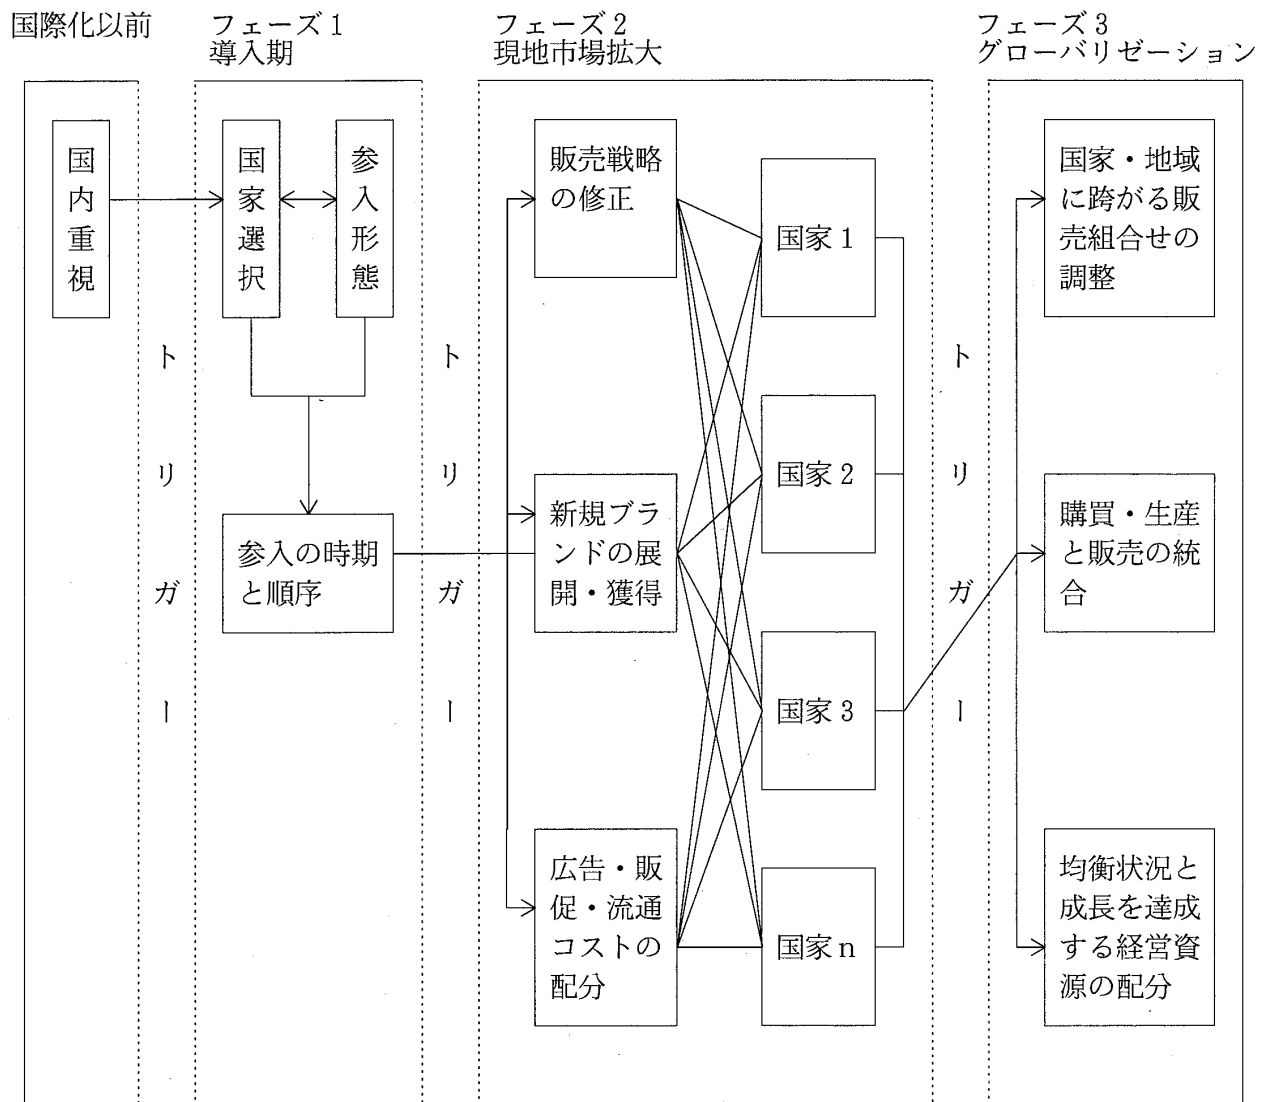 国際化以前
フェーズ1
導入期
フェーズ2
現地市場拡大
フェーズ3
グローバリゼーション
国内重視
トリガー
国家選択
参入形態
参入の時期
と順序
トリガー
販売戦略
の修正
新規ブラ
ンドの展
開・獲得
広告・販
促・流通
コストの
配分
国家1
国家2
国家3
国家n
トリガー
国家・地域
に跨がる販
売組合せの
調整
購買・生産
と販売の統
合
均衡状況と
成長を達成
する経営資
源の配分